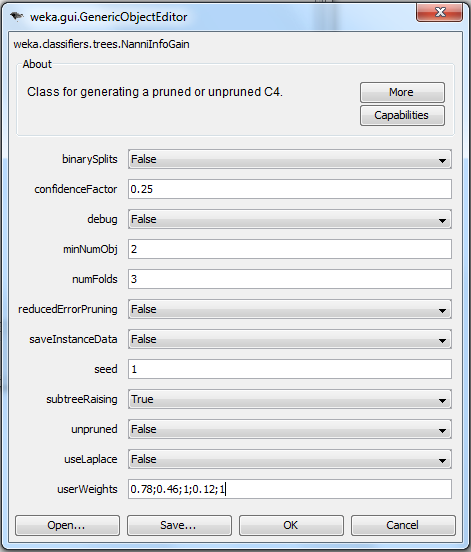 weka.gui.GenericObjectEditor
weka.classifiers.trees.NanniInfoGain
About
Class for generating a pruned or unpruned C4.
More
Capabilities
binarySplits False
confidenceFactor 0.25
debug False
minNumObj 2
numFolds 3
reducedErrorPruning False
saveInstanceData False
seed 1
subtreeRaising True
unpruned False
useLaplace False
userWeights 0.78;0.46;1;0.12;1
Open... Save... OK Cancel